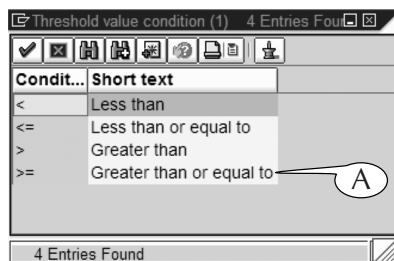 Threshold value condition (1) 4 Entries Foun
Condit... Short text
< Less than
<= Less than or equal to
> Greater than
>= Greater than or equal to
A
4 Entries Found